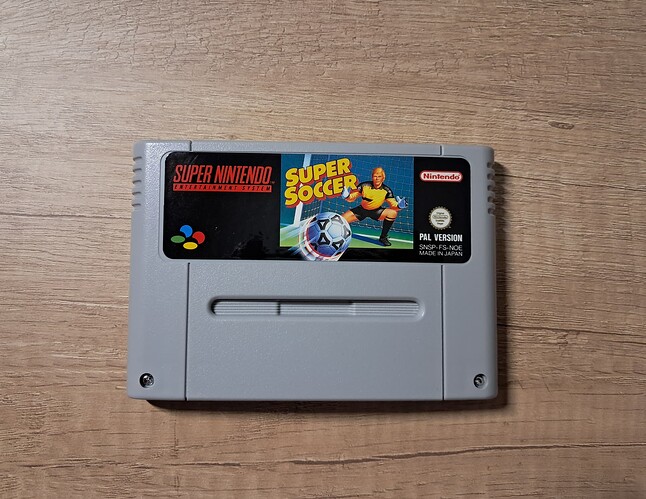 SUPER NINTENDO
ENTERTAINMENT SYSTEM
SUPER
SOCCER
Nintendo
PAL VERSION
SNSP-FS-NOE
MADE IN JAPAN